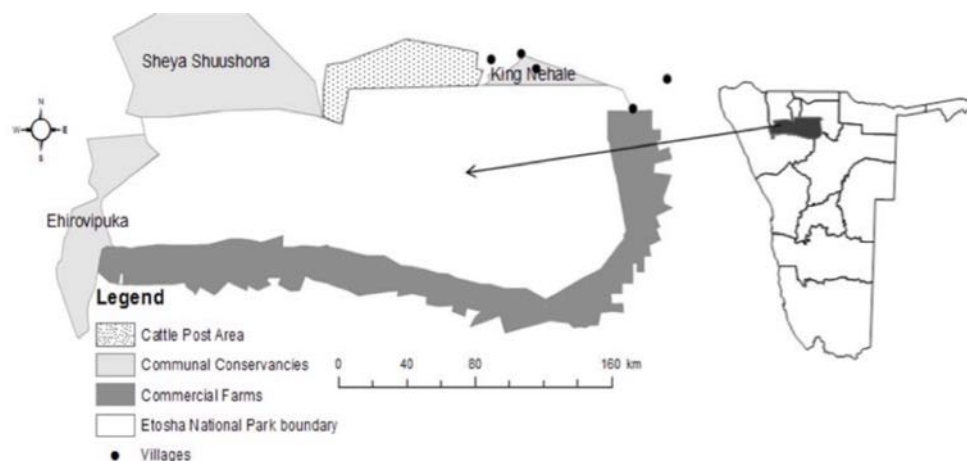 Sheya Shuushona
King Nehale
N
W E
S
Ehirovipuka
Legend
Cattle Post Area
Communal Conservancies
Commercial Farms
Etosha National Park boundary
Villages
0 40 80 160 km